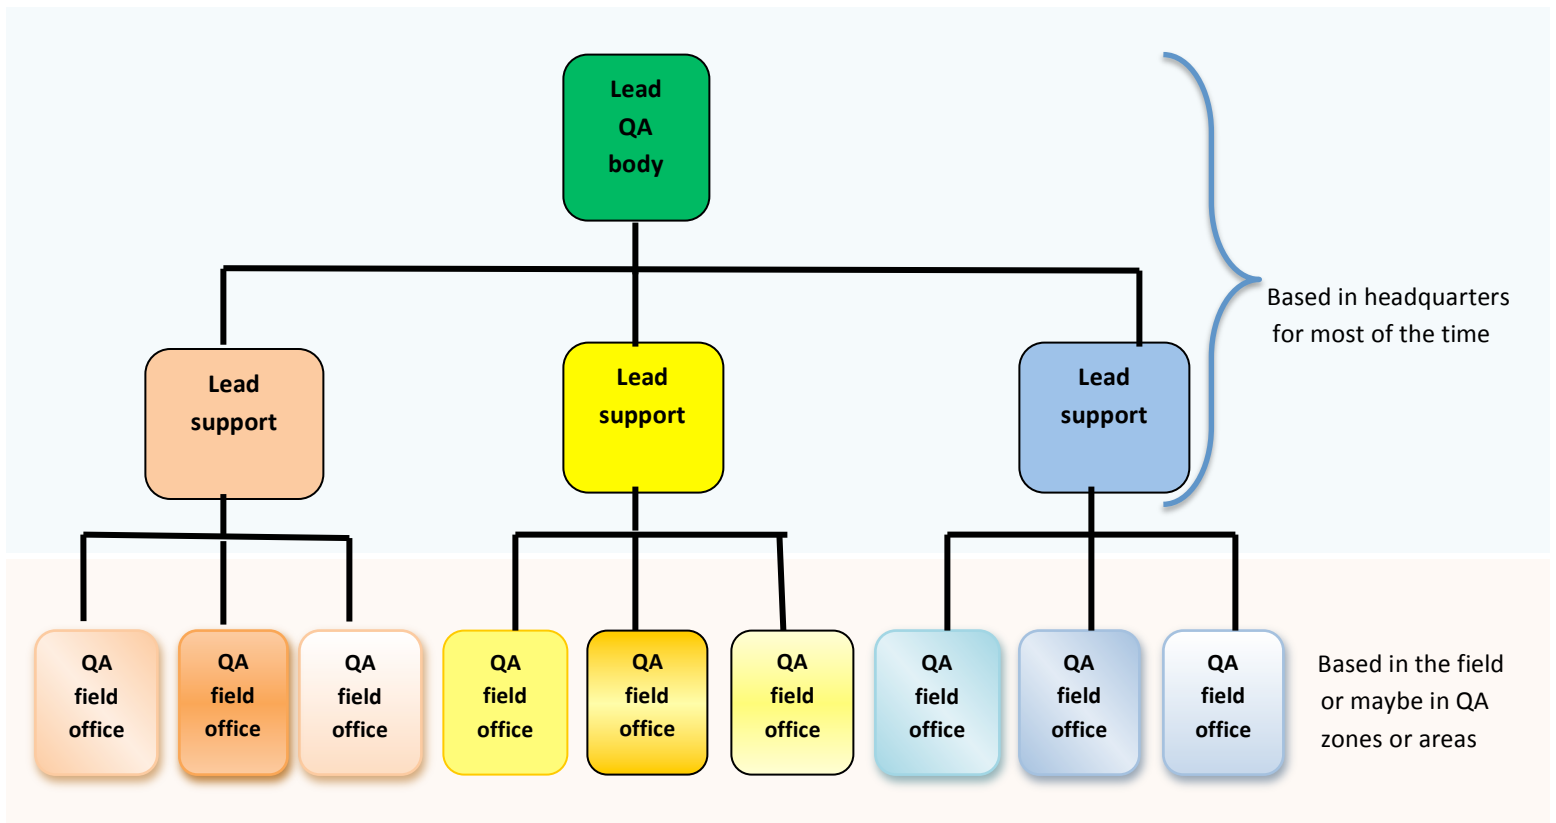 Lead
QA
body
Based in headquarters
for most of the time
Lead
support
Lead
support
Lead
support
QA
field
office
QA
field
office
QA
field
office
QA
field
office
QA
field
office
QA
field
office
QA
field
office
QA
field
office
QA
field
office
Based in the field
or maybe in QA
zones or areas